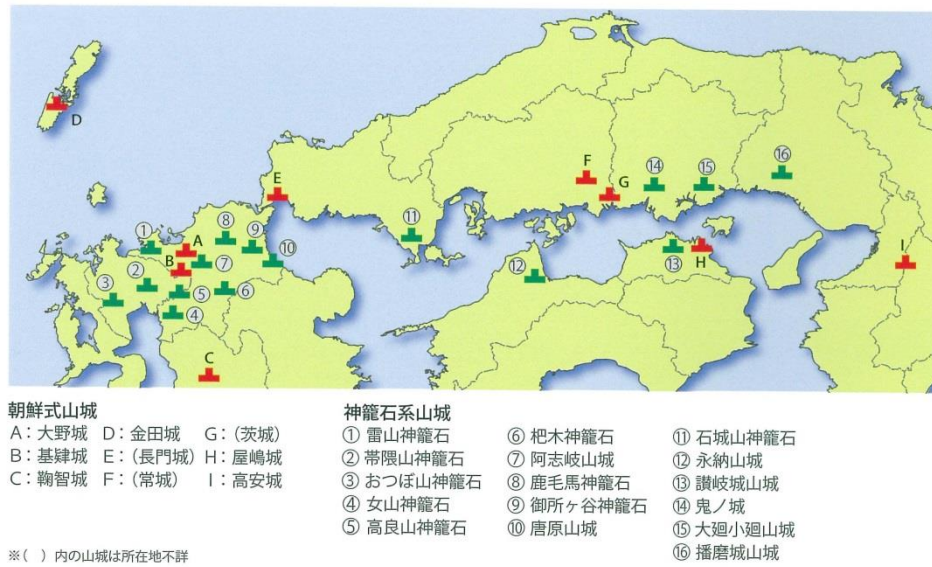 D
E
F
G
⑭
⑮
⑯
①
A
⑧
⑨
⑩
⑪
I
B
⑦
②
③
⑤
⑥
④
⑫
⑬
H
C
朝鮮式山城
A：大野城 D：金田城 G：(茨城)
B：基肄城 E：(長門城) H：屋嶋城
C：鞠智城 F：(常城) I：高安城
※( )内の山城は所在地不詳
神籠石系山城
① 雷山神籠石
② 帯隈山神籠石
③ おつぼ山神籠石
④ 女山神籠石
⑤ 高良山神籠石
⑥ 杷木神籠石
⑦ 阿志岐山城
⑧ 鹿毛馬神籠石
⑨ 御所ヶ谷神籠石
⑩ 唐原山城
⑪ 石城山神籠石
⑫ 永納山城
⑬ 讃岐城山城
⑭ 鬼ノ城
⑮ 大廻小廻山城
⑯ 播磨城山城